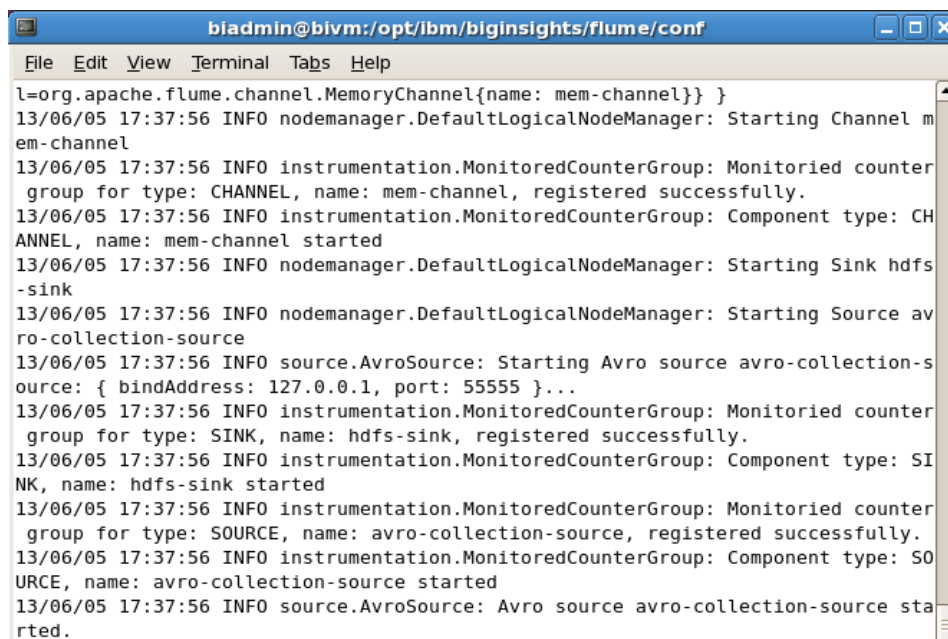 biadmin@bivm:/opt/ibm/biginsights/flume/conf
File Edit View Terminal Tabs Help
l=org.apache.flume.channel.MemoryChannel{name: mem-channel}} }
13/06/05 17:37:56 INFO nodemanager.DefaultLogicalNodeManager: Starting Channel m
em-channel
13/06/05 17:37:56 INFO instrumentation.MonitoredCounterGroup: Monitoried counter
 group for type: CHANNEL, name: mem-channel, registered successfully.
13/06/05 17:37:56 INFO instrumentation.MonitoredCounterGroup: Component type: CH
ANNEL, name: mem-channel started
13/06/05 17:37:56 INFO nodemanager.DefaultLogicalNodeManager: Starting Sink hdfs
-sink
13/06/05 17:37:56 INFO nodemanager.DefaultLogicalNodeManager: Starting Source av
ro-collection-source
13/06/05 17:37:56 INFO source.AvroSource: Starting Avro source avro-collection-s
ource: { bindAddress: 127.0.0.1, port: 55555 }...
13/06/05 17:37:56 INFO instrumentation.MonitoredCounterGroup: Monitoried counter
 group for type: SINK, name: hdfs-sink, registered successfully.
13/06/05 17:37:56 INFO instrumentation.MonitoredCounterGroup: Component type: SI
NK, name: hdfs-sink started
13/06/05 17:37:56 INFO instrumentation.MonitoredCounterGroup: Monitoried counter
 group for type: SOURCE, name: avro-collection-source, registered successfully.
13/06/05 17:37:56 INFO instrumentation.MonitoredCounterGroup: Component type: SO
URCE, name: avro-collection-source started
13/06/05 17:37:56 INFO source.AvroSource: Avro source avro-collection-source sta
rted.